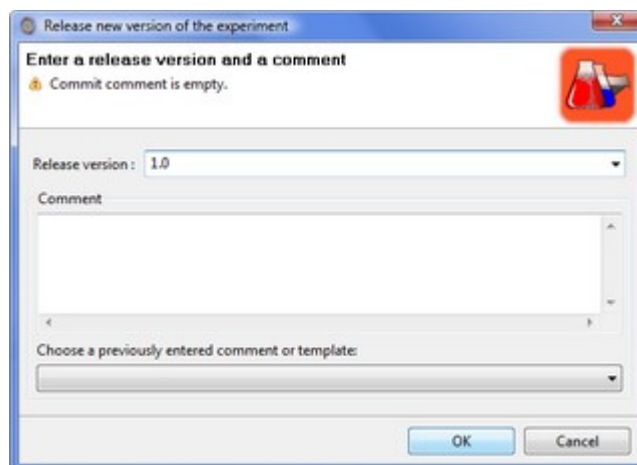 Release new version of the experiment
Enter a release version and a comment
Commit comment is empty.
Release version : 1.0
Comment
Choose a previously entered comment or template:
OK Cancel